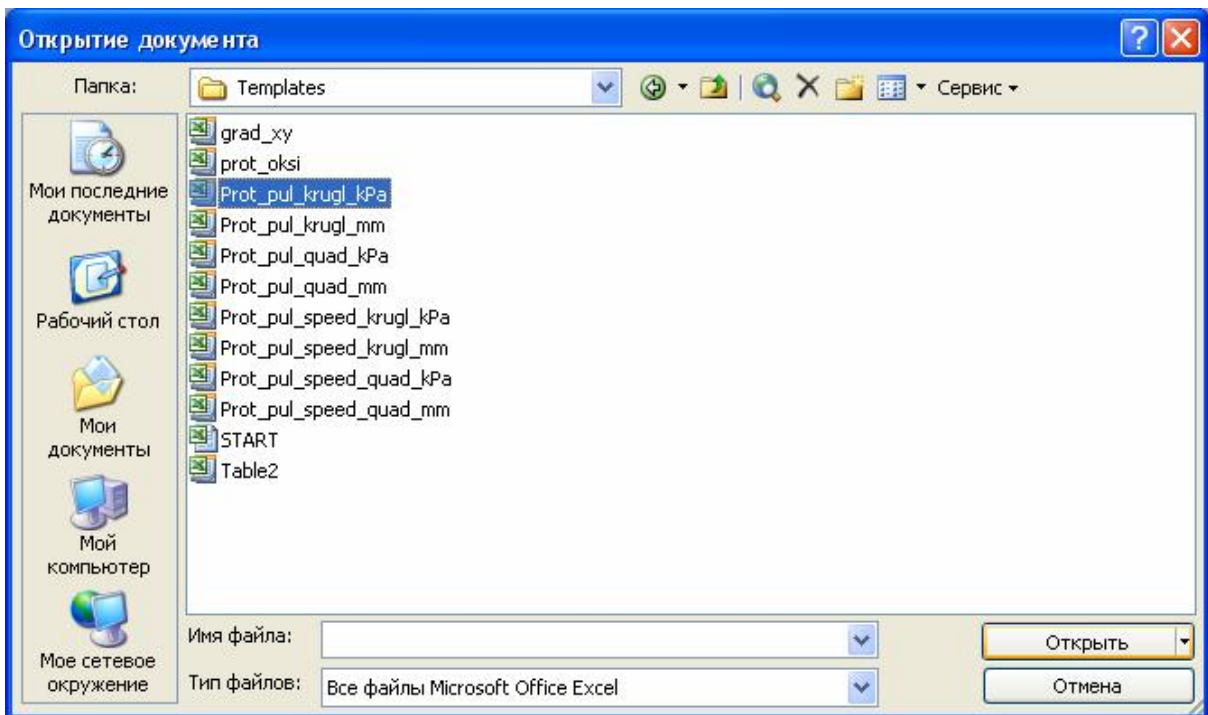 Открытие документа
Папка:
Templates
Сервис
Мои последние
документы
Рабочий стол
Мои
документы
Мой
компьютер
Мое сетевое
окружение
grad_xy
prot_oksi
Prot_pul_krugl_kPa
Prot_pul_krugl_mm
Prot_pul_quad_kPa
Prot_pul_quad_mm
Prot_pul_speed_krugl_kPa
Prot_pul_speed_krugl_mm
Prot_pul_speed_quad_kPa
Prot_pul_speed_quad_mm
START
Table2
Имя файла:
Открыть
Тип файлов:
Все файлы Microsoft Office Excel
Отмена